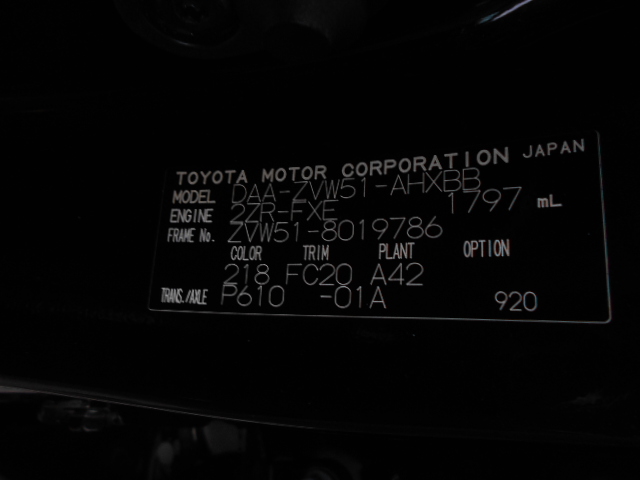 TOYOTA MOTOR CORPORATION JAPAN
MODEL DAA-ZVW51-AHXBB
ENGINE 2ZR-FXE 1797 mL
FRAME No. ZVW51-8019786
COLOR TRIM PLANT OPTION
218 FC20 A42
TRANS./AXLE P610 -01A 920